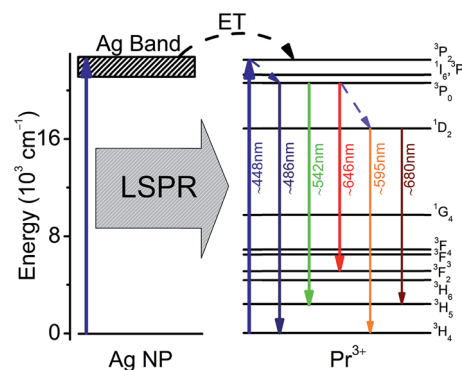 Ag Band
ET
Energy (10³ cm⁻¹)
16
8
0
LSPR
Ag NP
~448nm
~486nm
~542nm
~646nm
~595nm
~680nm
³P₂
¹I₆,³P
³P₀
¹D₂
¹G₄
³F₄
³F₃
³F₂
³H₆
³H₅
³H₄
Pr³⁺